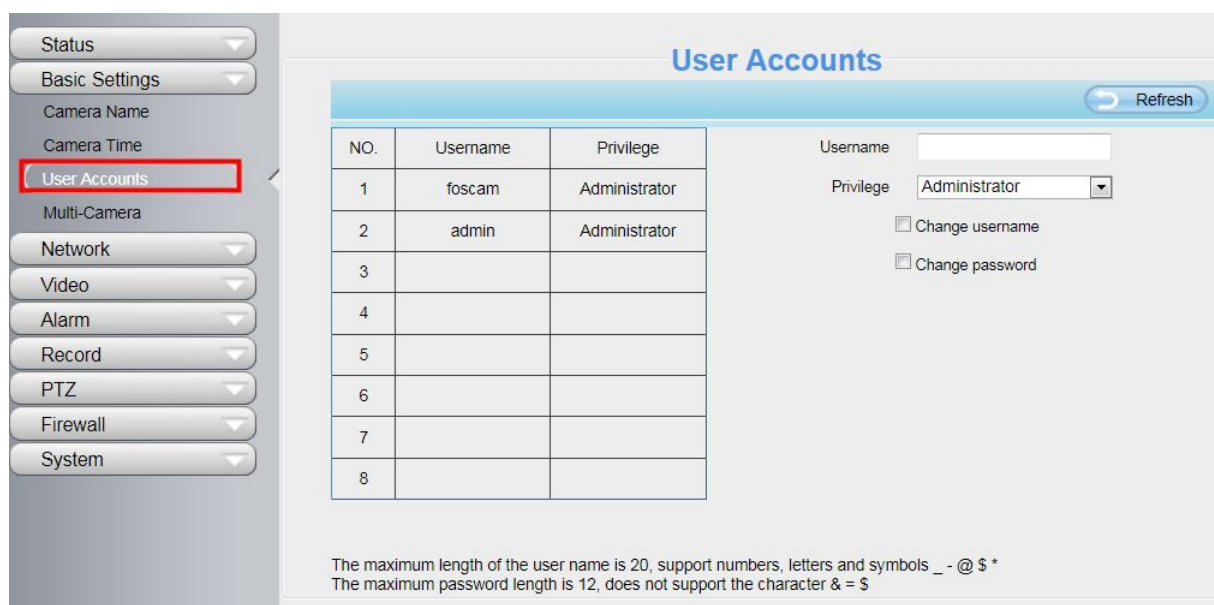 Status
Basic Settings
Camera Name
Camera Time
User Accounts
Multi-Camera
Network
Video
Alarm
Record
PTZ
Firewall
System
User Accounts
Refresh
NO. Username Privilege
1 foscam Administrator
2 admin Administrator
3
4
5
6
7
8
Username
Privilege Administrator
Change username
Change password
The maximum length of the user name is 20, support numbers, letters and symbols _ - @ $ *
The maximum password length is 12, does not support the character & = $